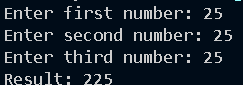 Enter first number: 25
Enter second number: 25
Enter third number: 25
Result: 225